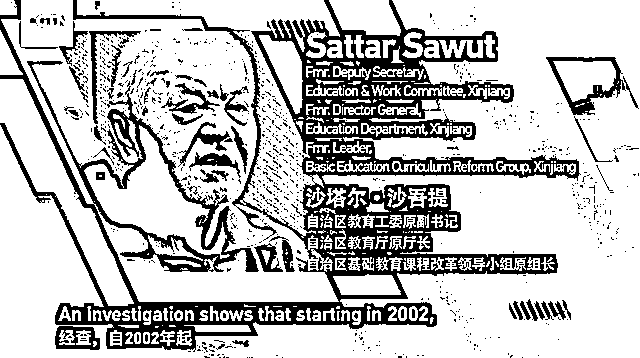 Sattar Sawut
Fmr. Deputy Secretary,
Education & Work Committee, Xinjiang
Fmr. Director General,
Education Department, Xinjiang
Fmr. Leader,
Basic Education Curriculum Reform Group, Xinjiang
沙塔尔·沙吾提
自治区教育工委原副书记
自治区教育厅原厅长
自治区基础教育课程改革领导小组原组长
An investigation shows that starting in 2002,
经查，自2002年起